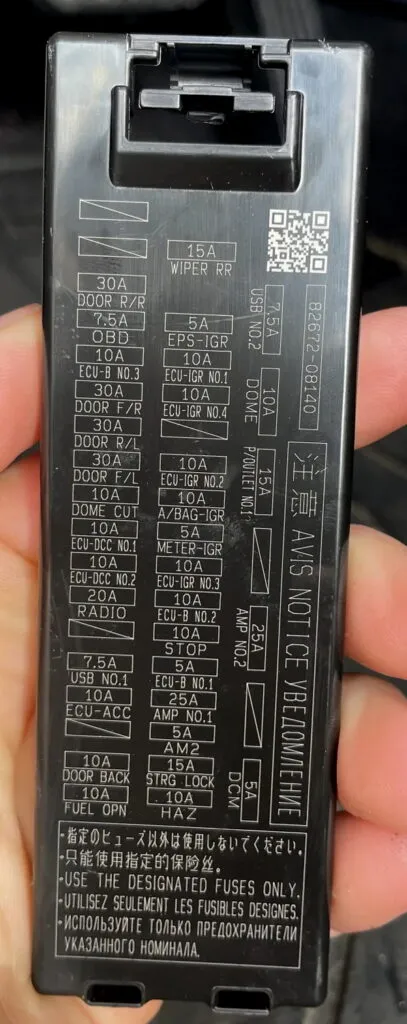 30A
DOOR R/R
7.5A
OBD
10A
ECU-B NO.3
30A
DOOR F/R
30A
DOOR R/L
30A
DOOR F/L
10A
DOME CUT
10A
ECU-DCC NO.1
10A
ECU-DCC NO.2
20A
RADIO
7.5A
USB NO.1
10A
ECU-ACC
10A
DOOR BACK
10A
FUEL OPN
15A
WIPER RR
5A
EPS-IGR
10A
ECU-IGR NO.1
10A
ECU-IGR NO.4
10A
ECU-IGR NO.2
10A
A/BAG-IGR
5A
METER-IGR
10A
ECU-IGR NO.3
10A
ECU-B NO.2
10A
STOP
5A
ECU-B NO.1
25A
AMP NO.1
5A
AM2
15A
STRG LOCK
10A
HAZ
7.5A
USB NO.2
10A
DOME
15A
P/OUTLET NO.1
25A
AMP NO.2
5A
DCM
82672-08140
注意 AVIS NOTICE УВЕДОМЛЕНИЕ
・指定のヒューズ以外は使用しないでください。
・只能使用指定的保险丝。
・USE THE DESIGNATED FUSES ONLY.
・UTILISEZ SEULEMENT LES FUSIBLES DESIGNES.
・ИСПОЛЬЗУЙТЕ ТОЛЬКО ПРЕДОХРАНИТЕЛИ
УКАЗАННОГО НОМИНАЛА.